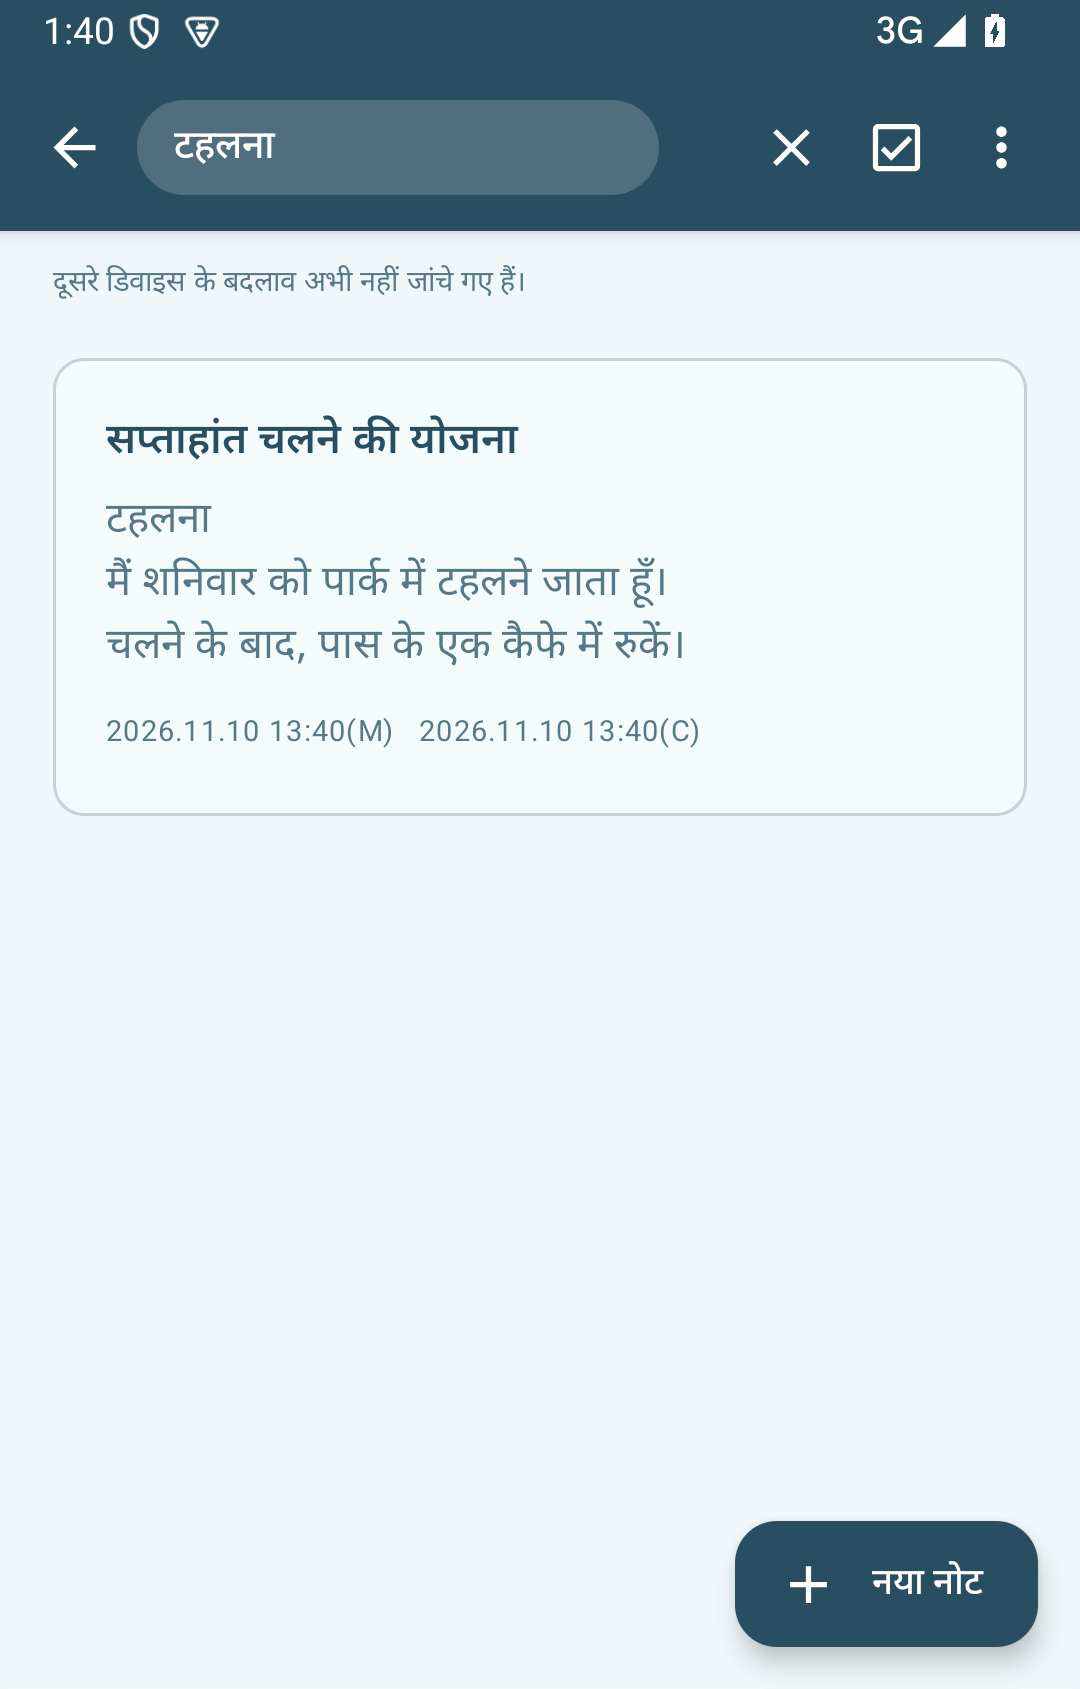 1:40 3G
टहलना
दूसरे डिवाइस के बदलाव अभी नहीं जांचे गए हैं।
सप्ताहांत चलने की योजना
टहलना
मैं शनिवार को पार्क में टहलने जाता हूँ।
चलने के बाद, पास के एक कैफे में रुकें।
2026.11.10 13:40(M) 2026.11.10 13:40(C)
नया नोट